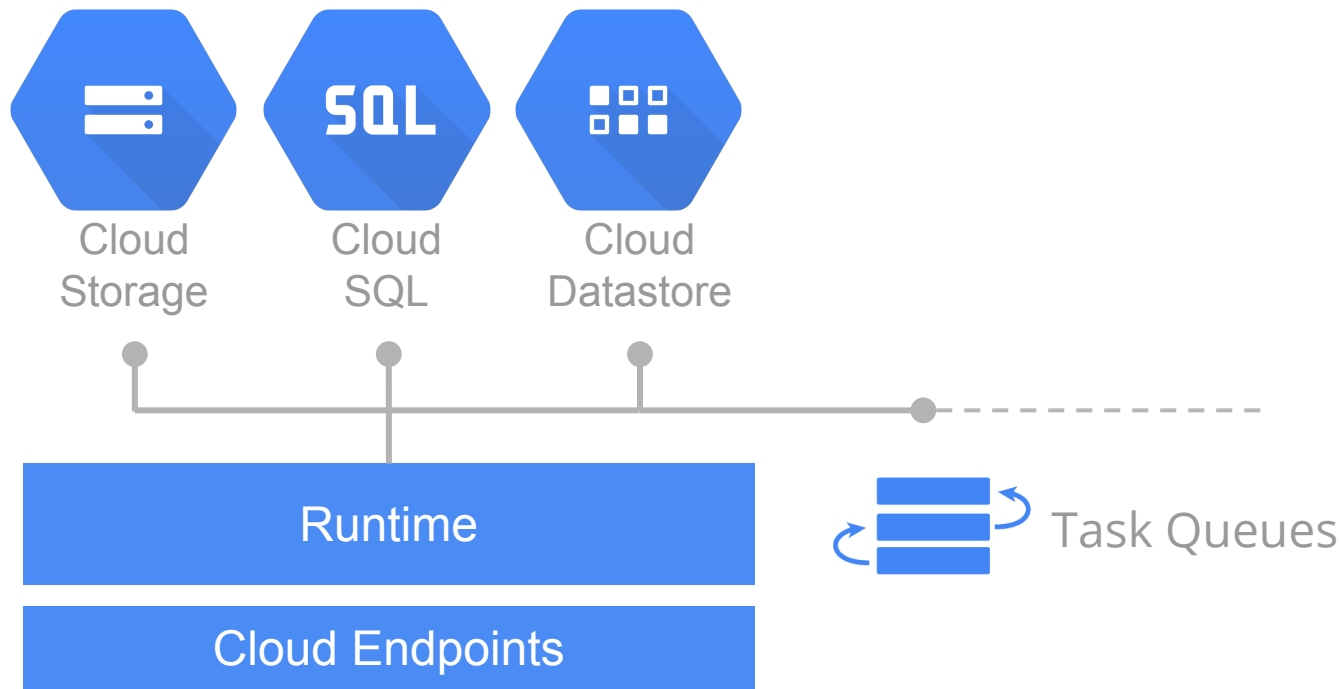 SQL
Cloud
Storage
Cloud
SQL
Cloud
Datastore
Runtime
Task Queues
Cloud Endpoints